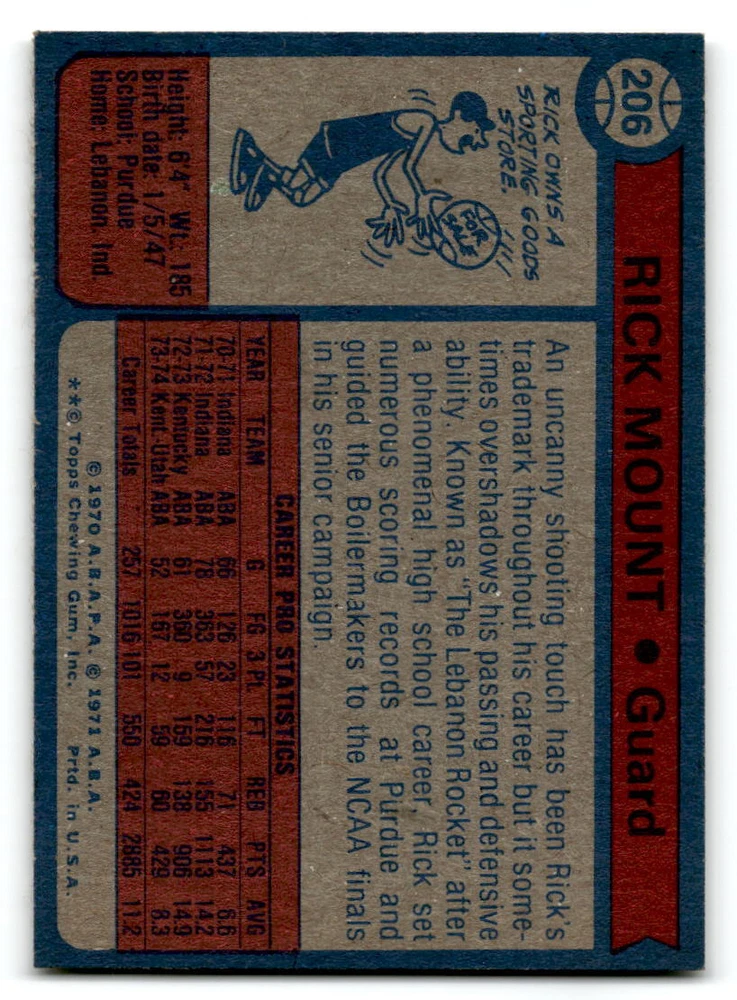 206
RICK MOUNT • Guard
RICK OWNS A
SPORTING GOODS
STORE.
FOR
SALE
Height: 6'4" Wt. 185
Birth date: 1/5/47
School: Purdue
Home: Lebanon, Ind.
An uncanny shooting touch has been Rick's
trademark throughout his career but it some-
times overshadows his passing and defensive
ability. Known as "The Lebanon Rocket" after
a phenomenal high school career, Rick set
numerous scoring records at Purdue and
guided the Boilermakers to the NCAA finals
in his senior campaign.
CAREER PRO STATISTICS
YEAR TEAM G FG 3 Pt. FT REB PTS AVG
70-71 Indiana ABA 66 126 23 116 71 437 6.6
71-72 Indiana ABA 78 383 57 216 155 1113 14.2
72-73 Kentucky ABA 61 360 9 159 138 906 14.9
73-74 Kent.-Utah ABA 52 167 12 59 60 429 8.3
Career Totals 257 1016 101 550 424 2885 11.2
© 1970 A.B.A.P.A. © 1971 A.B.A.
**© Topps Chewing Gum, Inc. Prtd. in U.S.A.